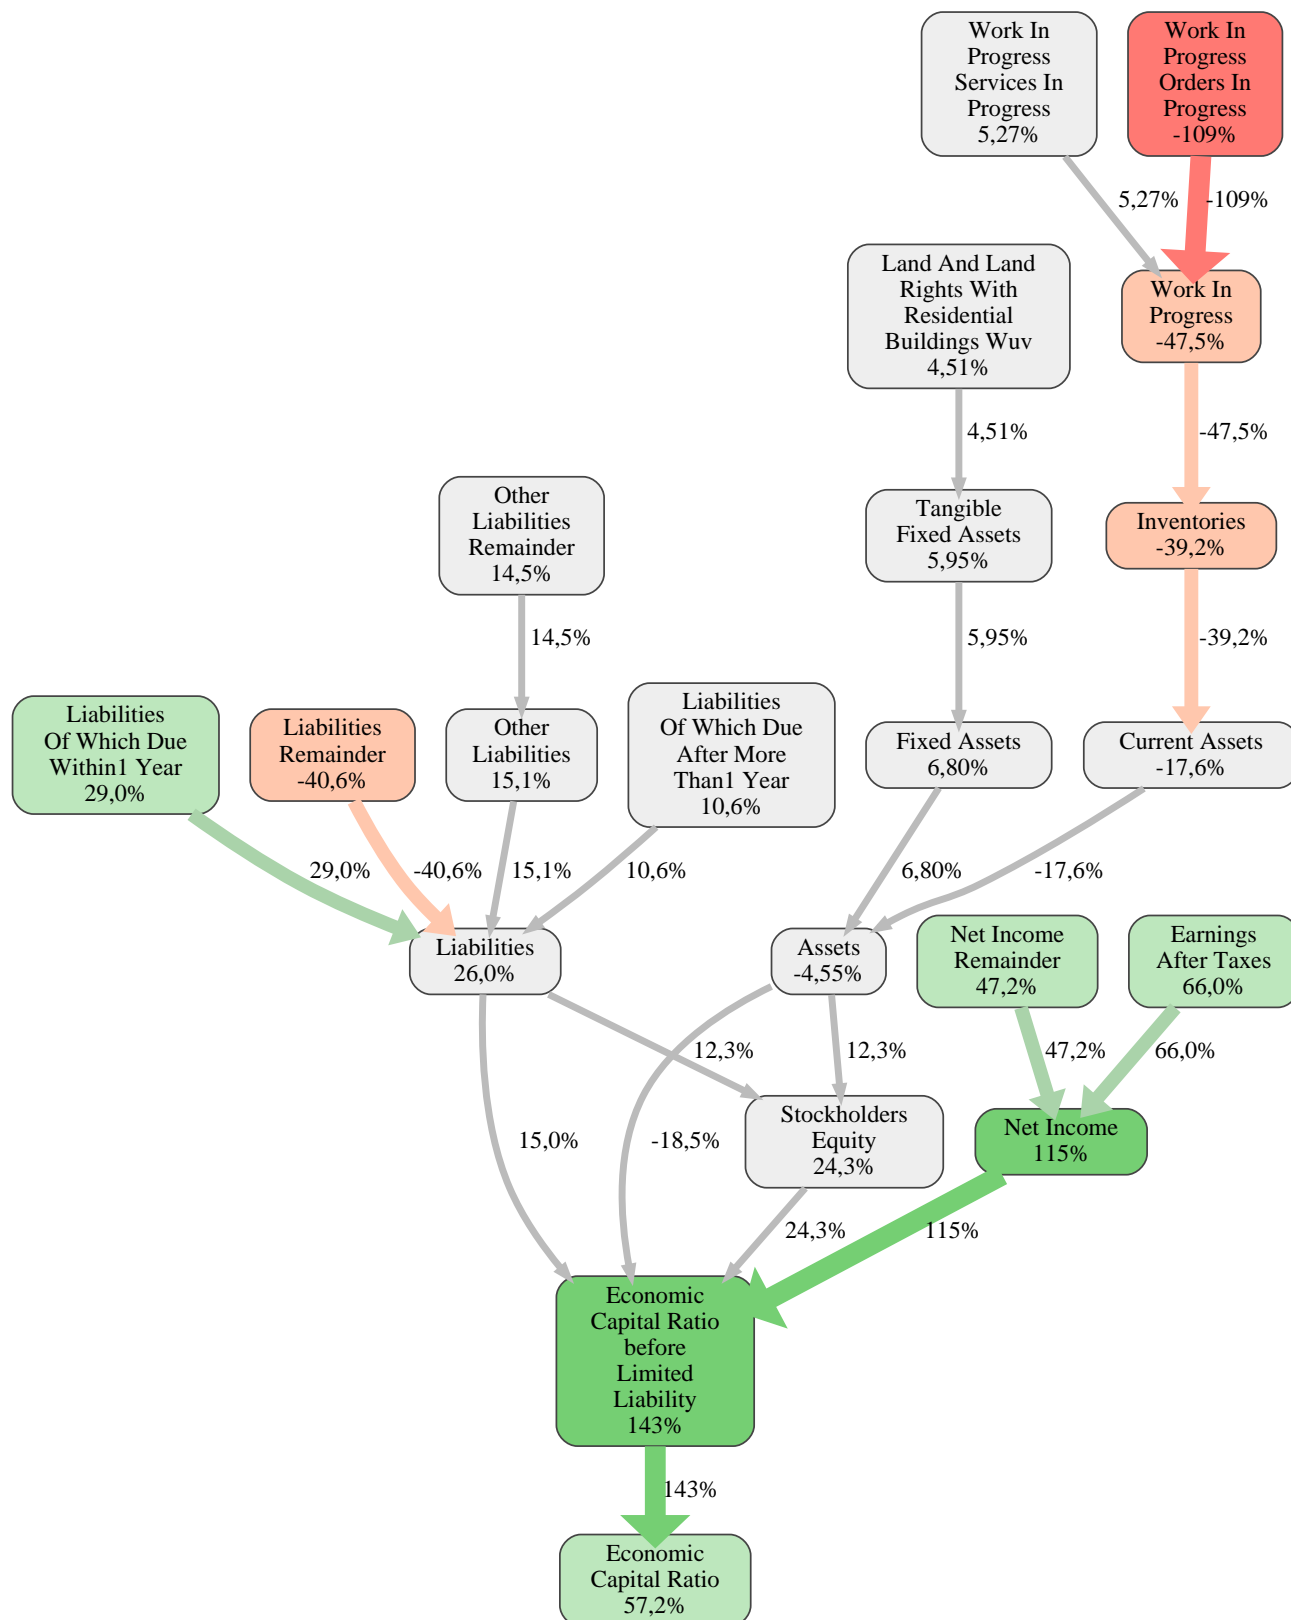 Work In
Progress
Services In
Progress
5,27%
Work In
Progress
Orders In
Progress
-109%
5,27%
-109%
Land And Land
Rights With
Residential
Buildings Wuv
4,51%
Work In
Progress
-47,5%
4,51%
-47,5%
Other
Liabilities
Remainder
14,5%
Tangible
Fixed Assets
5,95%
Inventories
-39,2%
14,5%
5,95%
-39,2%
Liabilities
Of Which Due
Within1 Year
29,0%
Liabilities
Remainder
-40,6%
Other
Liabilities
15,1%
Liabilities
Of Which Due
After More
Than1 Year
10,6%
Fixed Assets
6,80%
Current Assets
-17,6%
29,0%
-40,6%
15,1%
10,6%
6,80%
-17,6%
Liabilities
26,0%
Assets
-4,55%
Net Income
Remainder
47,2%
Earnings
After Taxes
66,0%
12,3%
12,3%
47,2%
66,0%
Stockholders
Equity
24,3%
Net Income
115%
15,0%
-18,5%
24,3%
115%
Economic
Capital Ratio
before
Limited
Liability
143%
143%
Economic
Capital Ratio
57,2%